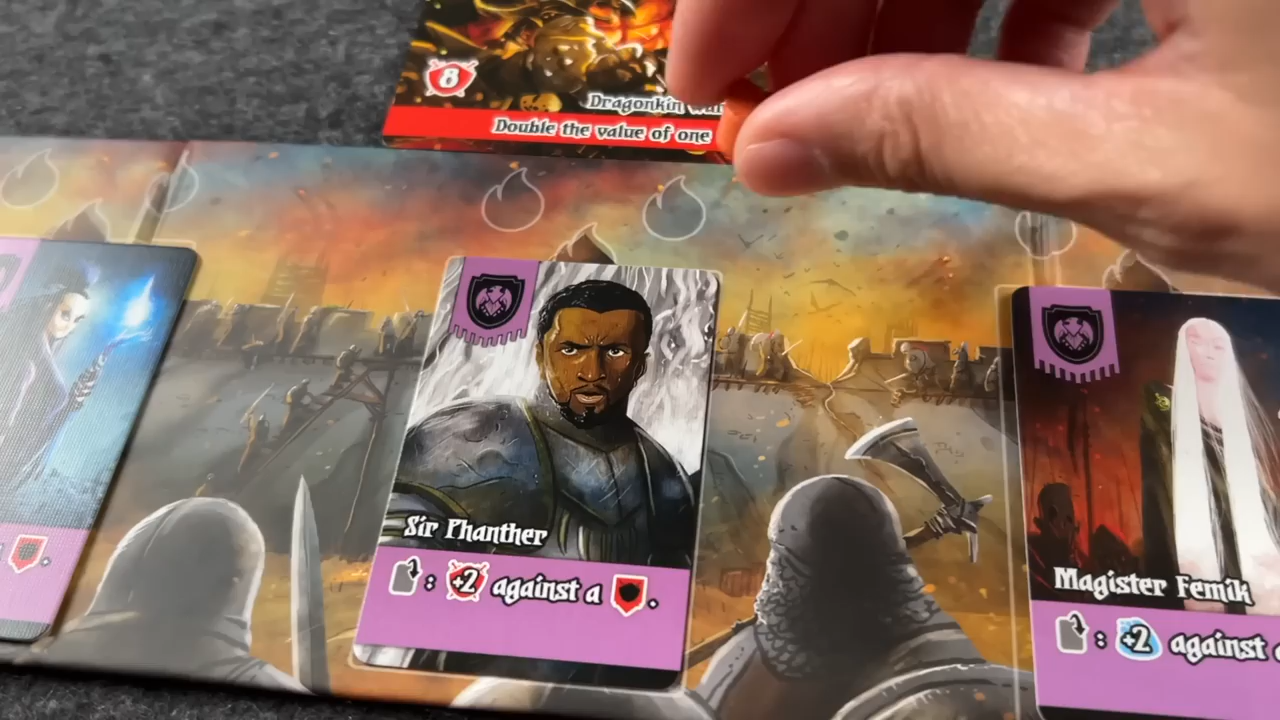 8
Dragonkin
Double the value of one
Sir Phanther
: +2 against a .
Magister Femik
: +2 against